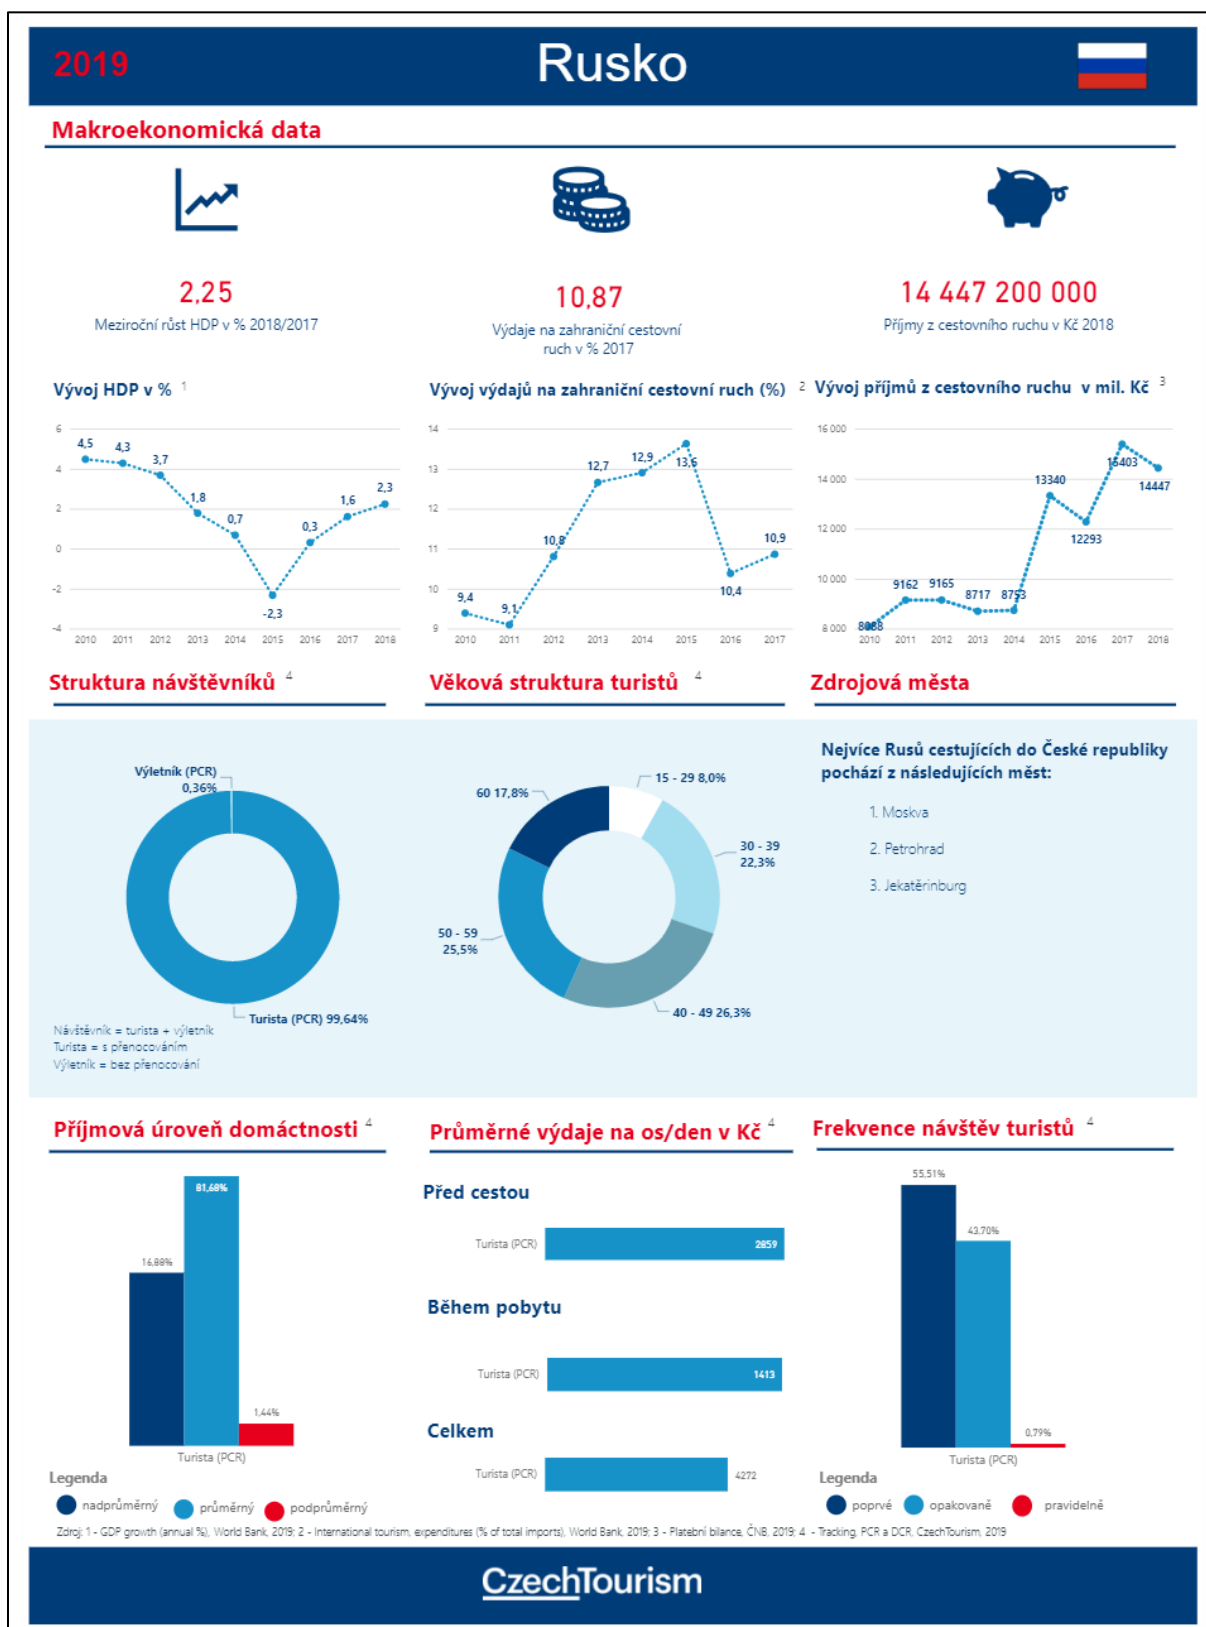 2019
Rusko
Makroekonomická data
2,25
Meziroční růst HDP v % 2018/2017
10,87
Výdaje na zahraniční cestovní
ruch v % 2017
14 447 200 000
Příjmy z cestovního ruchu v Kč 2018
Vývoj HDP v % 1
6
4
2
0
-2
-4
4,5
4,3
3,7
1,8
0,7
-2,3
0,3
1,6
2,3
2010 2011 2012 2013 2014 2015 2016 2017 2018
Vývoj výdajů na zahraniční cestovní ruch (%) 2
14
13
12
11
10
9
9,4
9,1
10,8
12,7
12,9
13,6
10,4
10,9
2010 2011 2012 2013 2014 2015 2016 2017
Vývoj příjmů z cestovního ruchu v mil. Kč 3
16 000
14 000
12 000
10 000
8 000
8088
9162
9165
8717
8753
13340
12293
15403
14447
2010 2011 2012 2013 2014 2015 2016 2017 2018
Struktura návštěvníků 4
Výletník (PCR)
0,36%
Turista (PCR) 99,64%
Návštěvník = turista + výletník
Turista = s přenocováním
Výletník = bez přenocování
Věková struktura turistů 4
15 - 29 8,0%
30 - 39
22,3%
40 - 49 26,3%
50 - 59
25,5%
60 17,8%
Zdrojová města
Nejvíce Rusů cestujících do České republiky
pochází z následujících měst:
1. Moskva
2. Petrohrad
3. Jekatěrinburg
Příjmová úroveň domáctnosti 4
16,88%
81,68%
1,44%
Turista (PCR)
Legenda
nadprůměrný průměrný podprůměrný
Průměrné výdaje na os/den v Kč 4
Před cestou
Turista (PCR) 2859
Během pobytu
Turista (PCR) 1413
Celkem
Turista (PCR) 4272
Frekvence návštěv turistů 4
55,51%
43,70%
0,79%
Turista (PCR)
Legenda
poprvé opakovaně pravidelně
Zdroj: 1 - GDP growth (annual %), World Bank, 2019; 2 - International tourism, expenditures (% of total imports), World Bank, 2019; 3 - Platební bilance, ČNB, 2019; 4 - Tracking, PCR a DCR, CzechTourism, 2019
CzechTourism